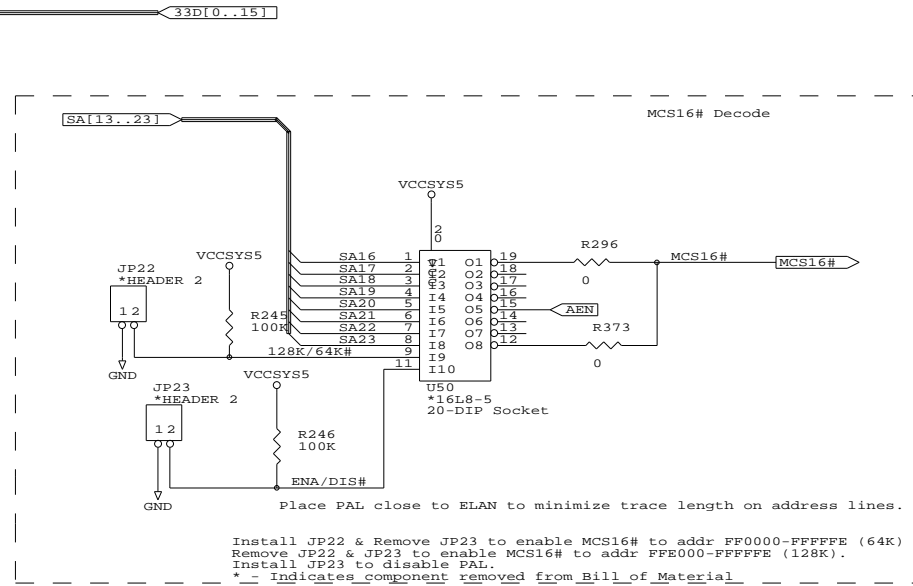 33D[0..15]
MCS16# Decode
SA[13..23]
VCCSYS5
20
VCC
SA16 1 I1 O1 19
SA17 2 I2 O2 18
SA18 3 I3 O3 17
SA19 4 I4 O4 16
SA20 5 I5 O5 15 AEN
SA21 6 I6 O6 14
SA22 7 I7 O7 13
SA23 8 I8 O8 12
128K/64K# 9 I9
11 I10
R296
0
MCS16#
MCS16#
R373
0
VCCSYS5
JP22
*HEADER 2
1 2
R245
100K
GND
VCCSYS5
JP23
*HEADER 2
1 2
R246
100K
U50
*16L8-5
20-DIP Socket
ENA/DIS#
GND
Place PAL close to ELAN to minimize trace length on address lines.
Install JP22 & Remove JP23 to enable MCS16# to addr FF0000-FFFFFE (64K)
Remove JP22 & JP23 to enable MCS16# to addr FFE000-FFFFFE (128K).
Install JP23 to disable PAL.
* - Indicates component removed from Bill of Material